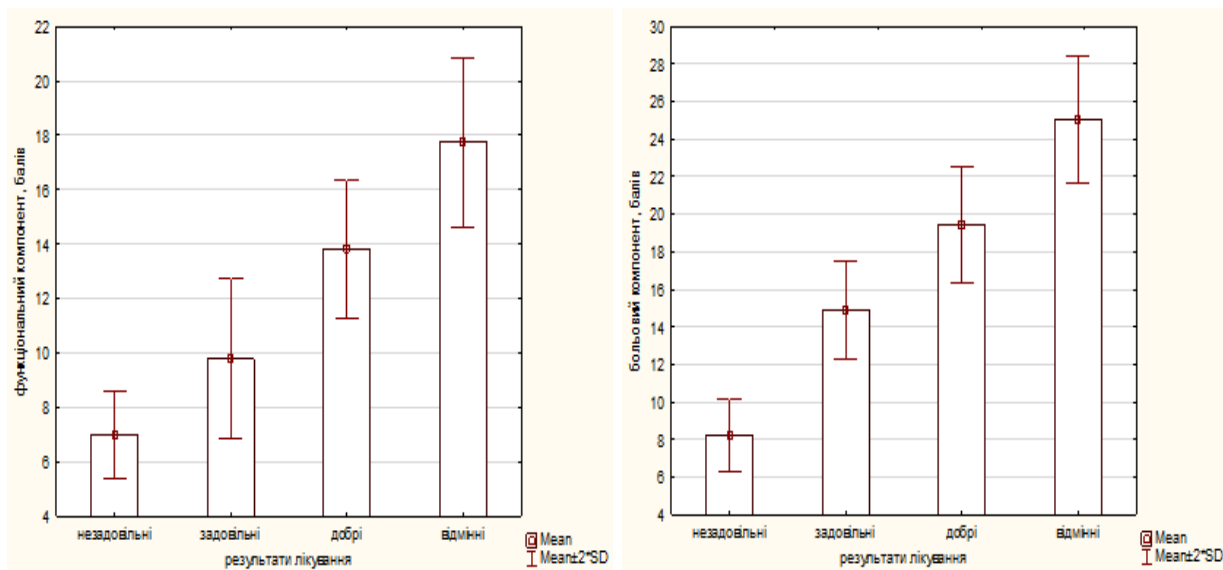 22
20
18
16
14
12
10
8
6
4
функціональний компонент, балів
незадовільні задовільні добрі відмінні
результати лікування
Mean
Mean±2*SD
30
28
26
24
22
20
18
16
14
12
10
8
6
4
больовий компонент, балів
незадовільні задовільні добрі відмінні
результати лікування
Mean
Mean±2*SD